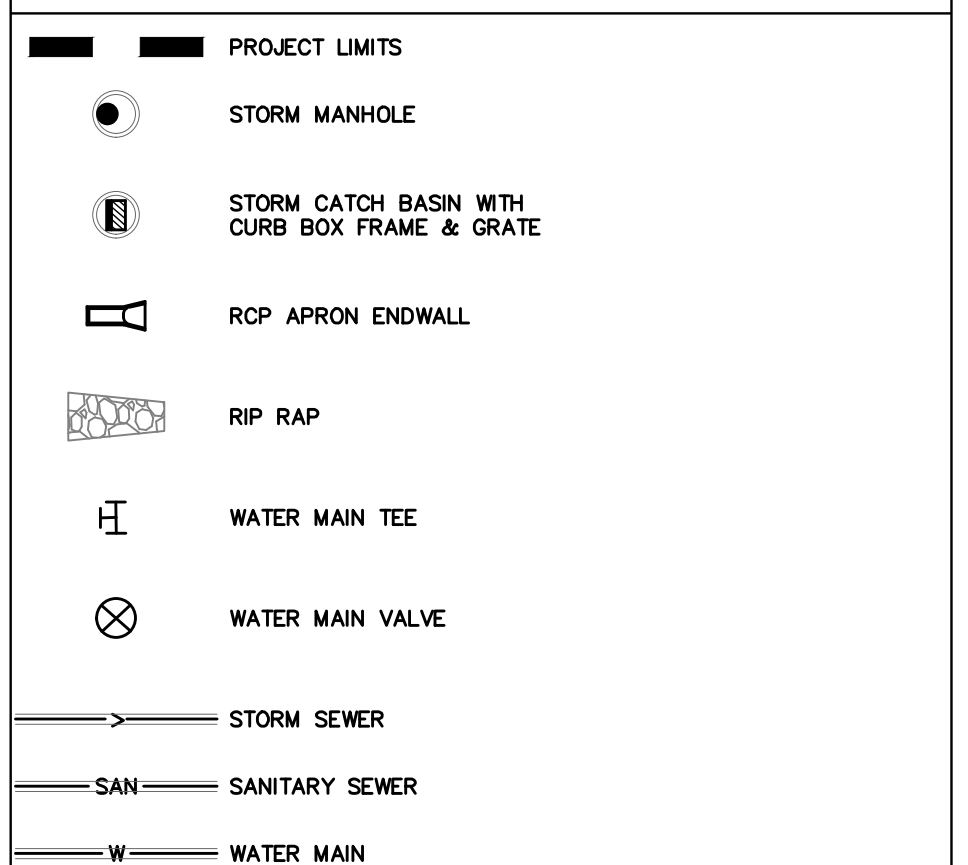 PROJECT LIMITS
STORM MANHOLE
STORM CATCH BASIN WITH
CURB BOX FRAME & GRATE
RCP APRON ENDWALL
RIP RAP
WATER MAIN TEE
WATER MAIN VALVE
> STORM SEWER
SAN SANITARY SEWER
W WATER MAIN